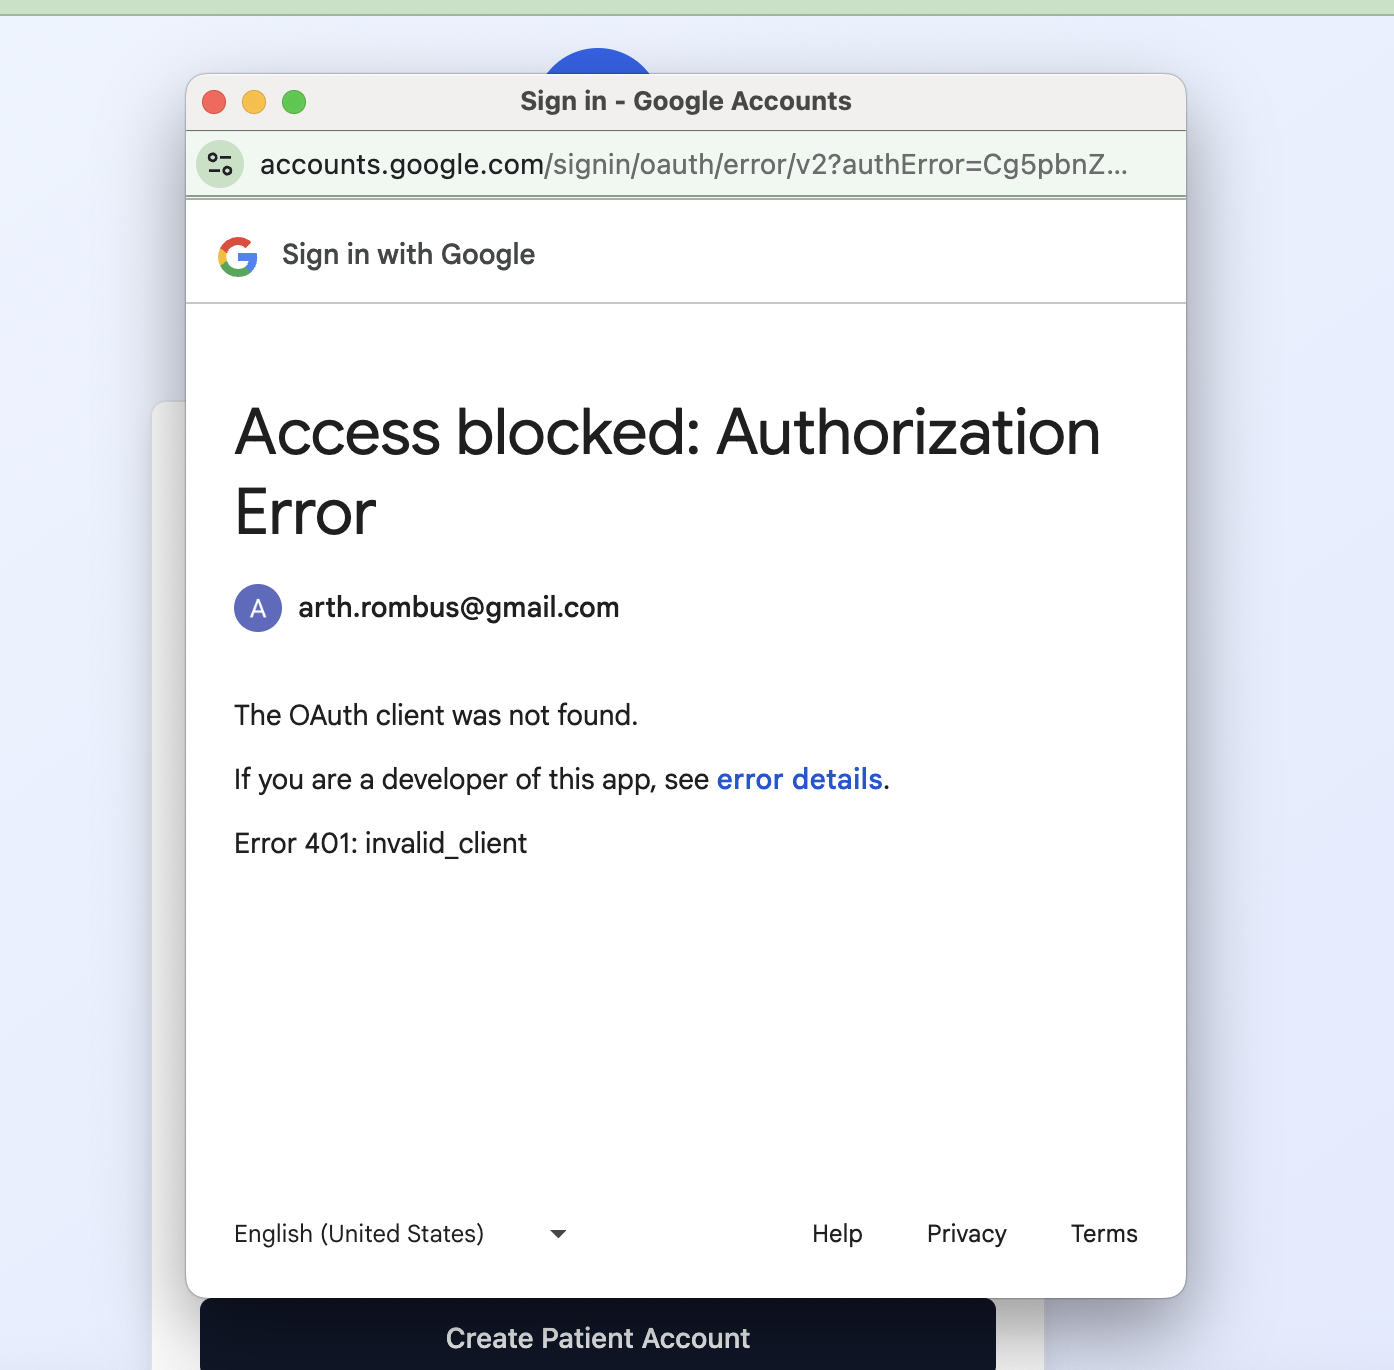 Sign in - Google Accounts
accounts.google.com/signin/oauth/error/v2?authError=Cg5pbnZ...
Sign in with Google
Access blocked: Authorization
Error
A arth.rombus@gmail.com
The OAuth client was not found.
If you are a developer of this app, see error details.
Error 401: invalid_client
English (United States) Help Privacy Terms
Create Patient Account